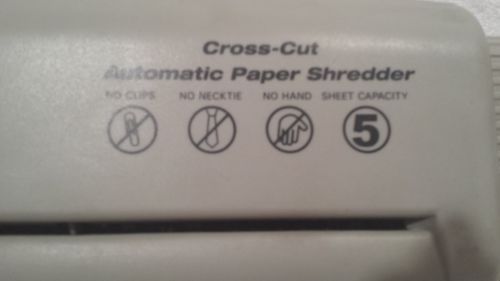 Cross-Cut
Automatic Paper Shredder
NO CLIPS NO NECKTIE NO HAND SHEET CAPACITY
5